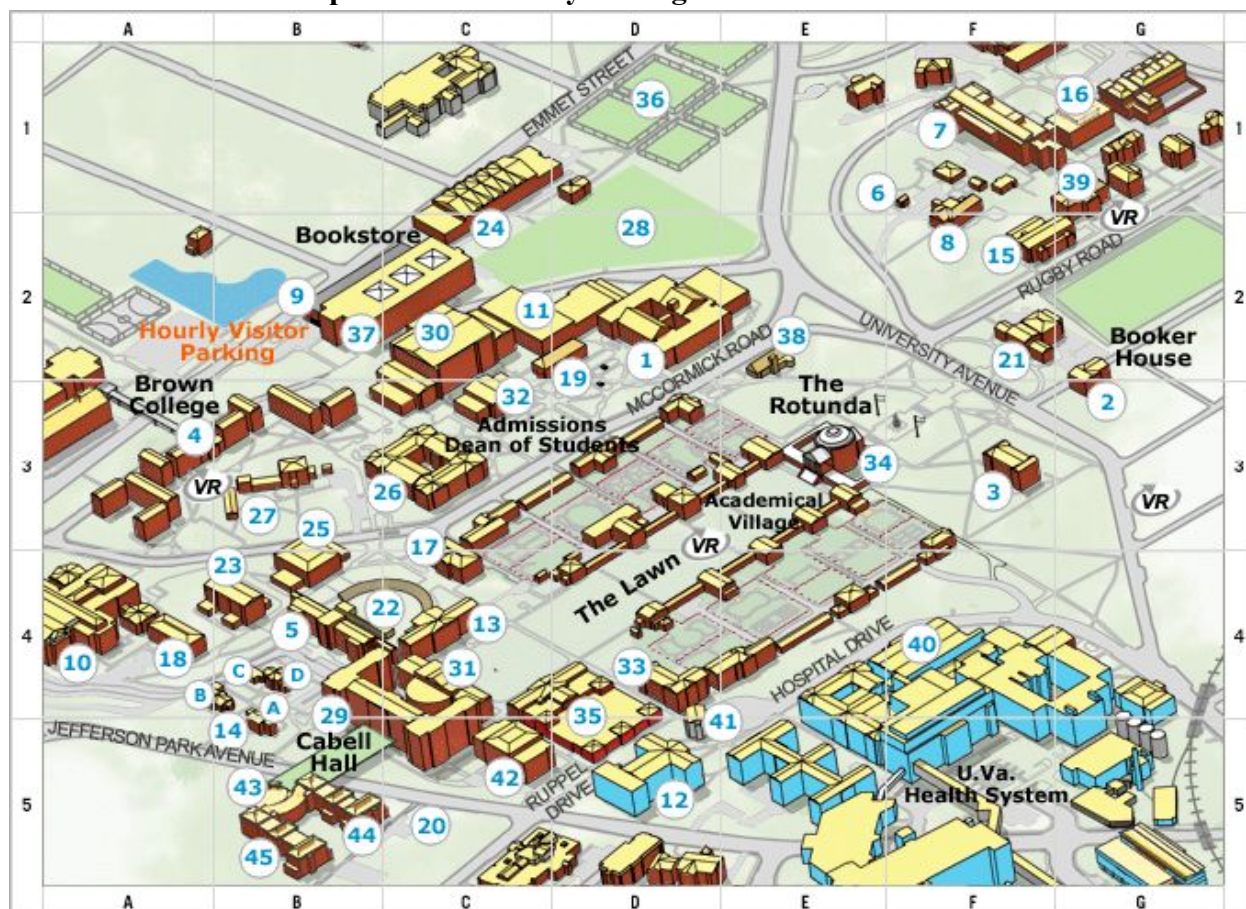 A B C D E F G
EMMET STREET
36
16
1
7
1
6
39
24
28
8
VR
Bookstore
15
RUGBY ROAD
9
11
2
2
Hourly Visitor
Parking
37
30
38
UNIVERSITY AVENUE
Booker
House
1
MCCORMICK ROAD
21
19
The
Rotunda
Brown
College
32
2
4
Admissions
Dean of Students
34
3
3
VR
26
3
Academical
Village
VR
27
25
17
VR
The Lawn
23
22
13
5
4
4
10
18
31
33
40
HOSPITAL DRIVE
C
D
B
A
29
35
41
14
JEFFERSON PARK AVENUE
Cabell
Hall
42
RUPPEL
DRIVE
12
U.Va.
Health System
43
5
5
44
20
45
A B C D E F G